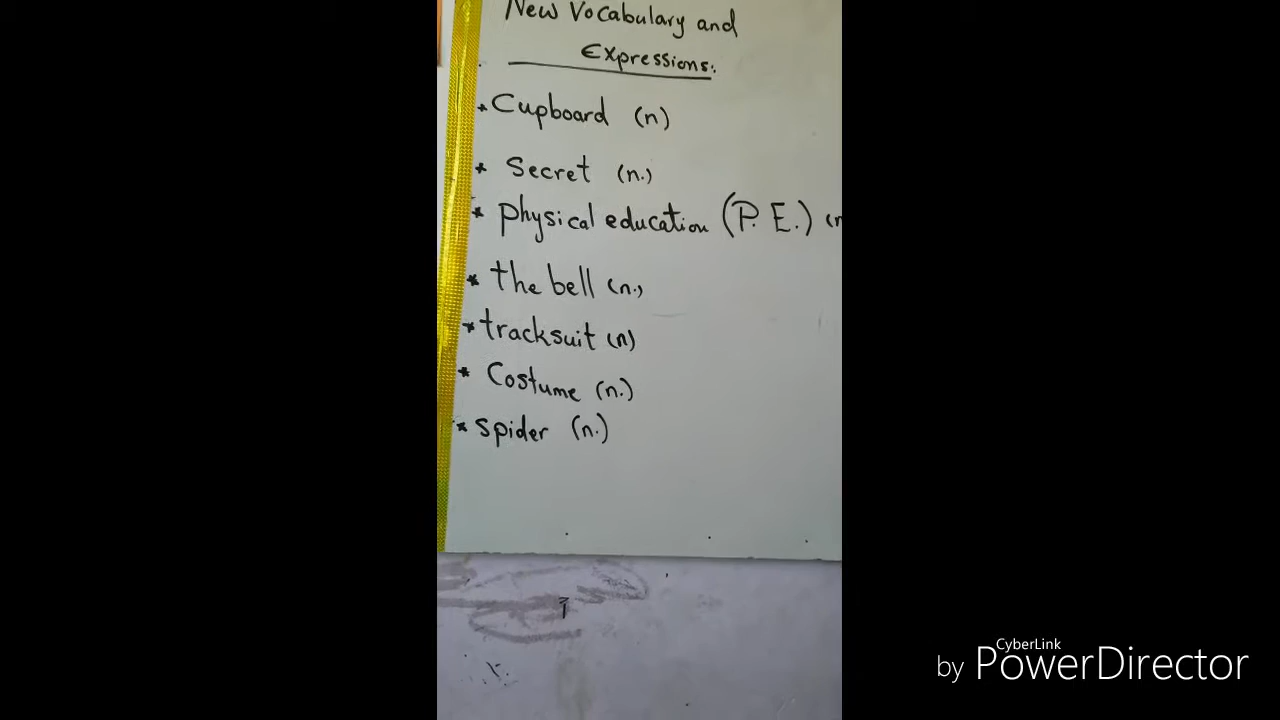 New Vocabulary and
Expressions:
* Cupboard (n)
* Secret (n.)
* physical education (P. E.) (n
* the bell (n.)
* tracksuit (n)
* Costume (n.)
* spider (n.)
CyberLink
by PowerDirector